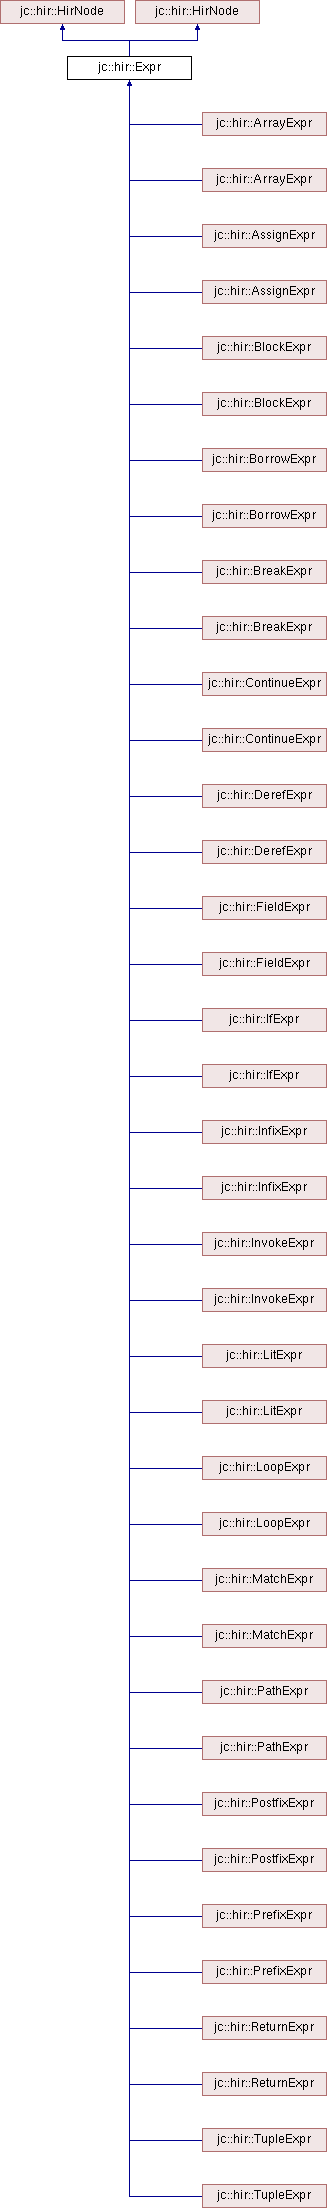 jc::hir::HirNode
jc::hir::HirNode
jc::hir::Expr
jc::hir::ArrayExpr
jc::hir::ArrayExpr
jc::hir::AssignExpr
jc::hir::AssignExpr
jc::hir::BlockExpr
jc::hir::BlockExpr
jc::hir::BorrowExpr
jc::hir::BorrowExpr
jc::hir::BreakExpr
jc::hir::BreakExpr
jc::hir::ContinueExpr
jc::hir::ContinueExpr
jc::hir::DerefExpr
jc::hir::DerefExpr
jc::hir::FieldExpr
jc::hir::FieldExpr
jc::hir::IfExpr
jc::hir::IfExpr
jc::hir::InfixExpr
jc::hir::InfixExpr
jc::hir::InvokeExpr
jc::hir::InvokeExpr
jc::hir::LitExpr
jc::hir::LitExpr
jc::hir::LoopExpr
jc::hir::LoopExpr
jc::hir::MatchExpr
jc::hir::MatchExpr
jc::hir::PathExpr
jc::hir::PathExpr
jc::hir::PostfixExpr
jc::hir::PostfixExpr
jc::hir::PrefixExpr
jc::hir::PrefixExpr
jc::hir::ReturnExpr
jc::hir::ReturnExpr
jc::hir::TupleExpr
jc::hir::TupleExpr